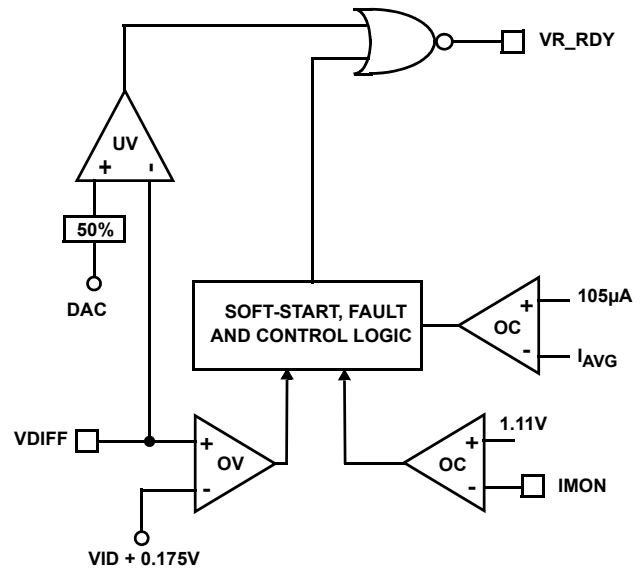 VR_RDY
UV
+ -
50%
DAC
SOFT-START, FAULT
AND CONTROL LOGIC
+
OC
-
105µA
IAVG
VDIFF
+
OV
-
VID + 0.175V
1.11V
+
OC
-
IMON